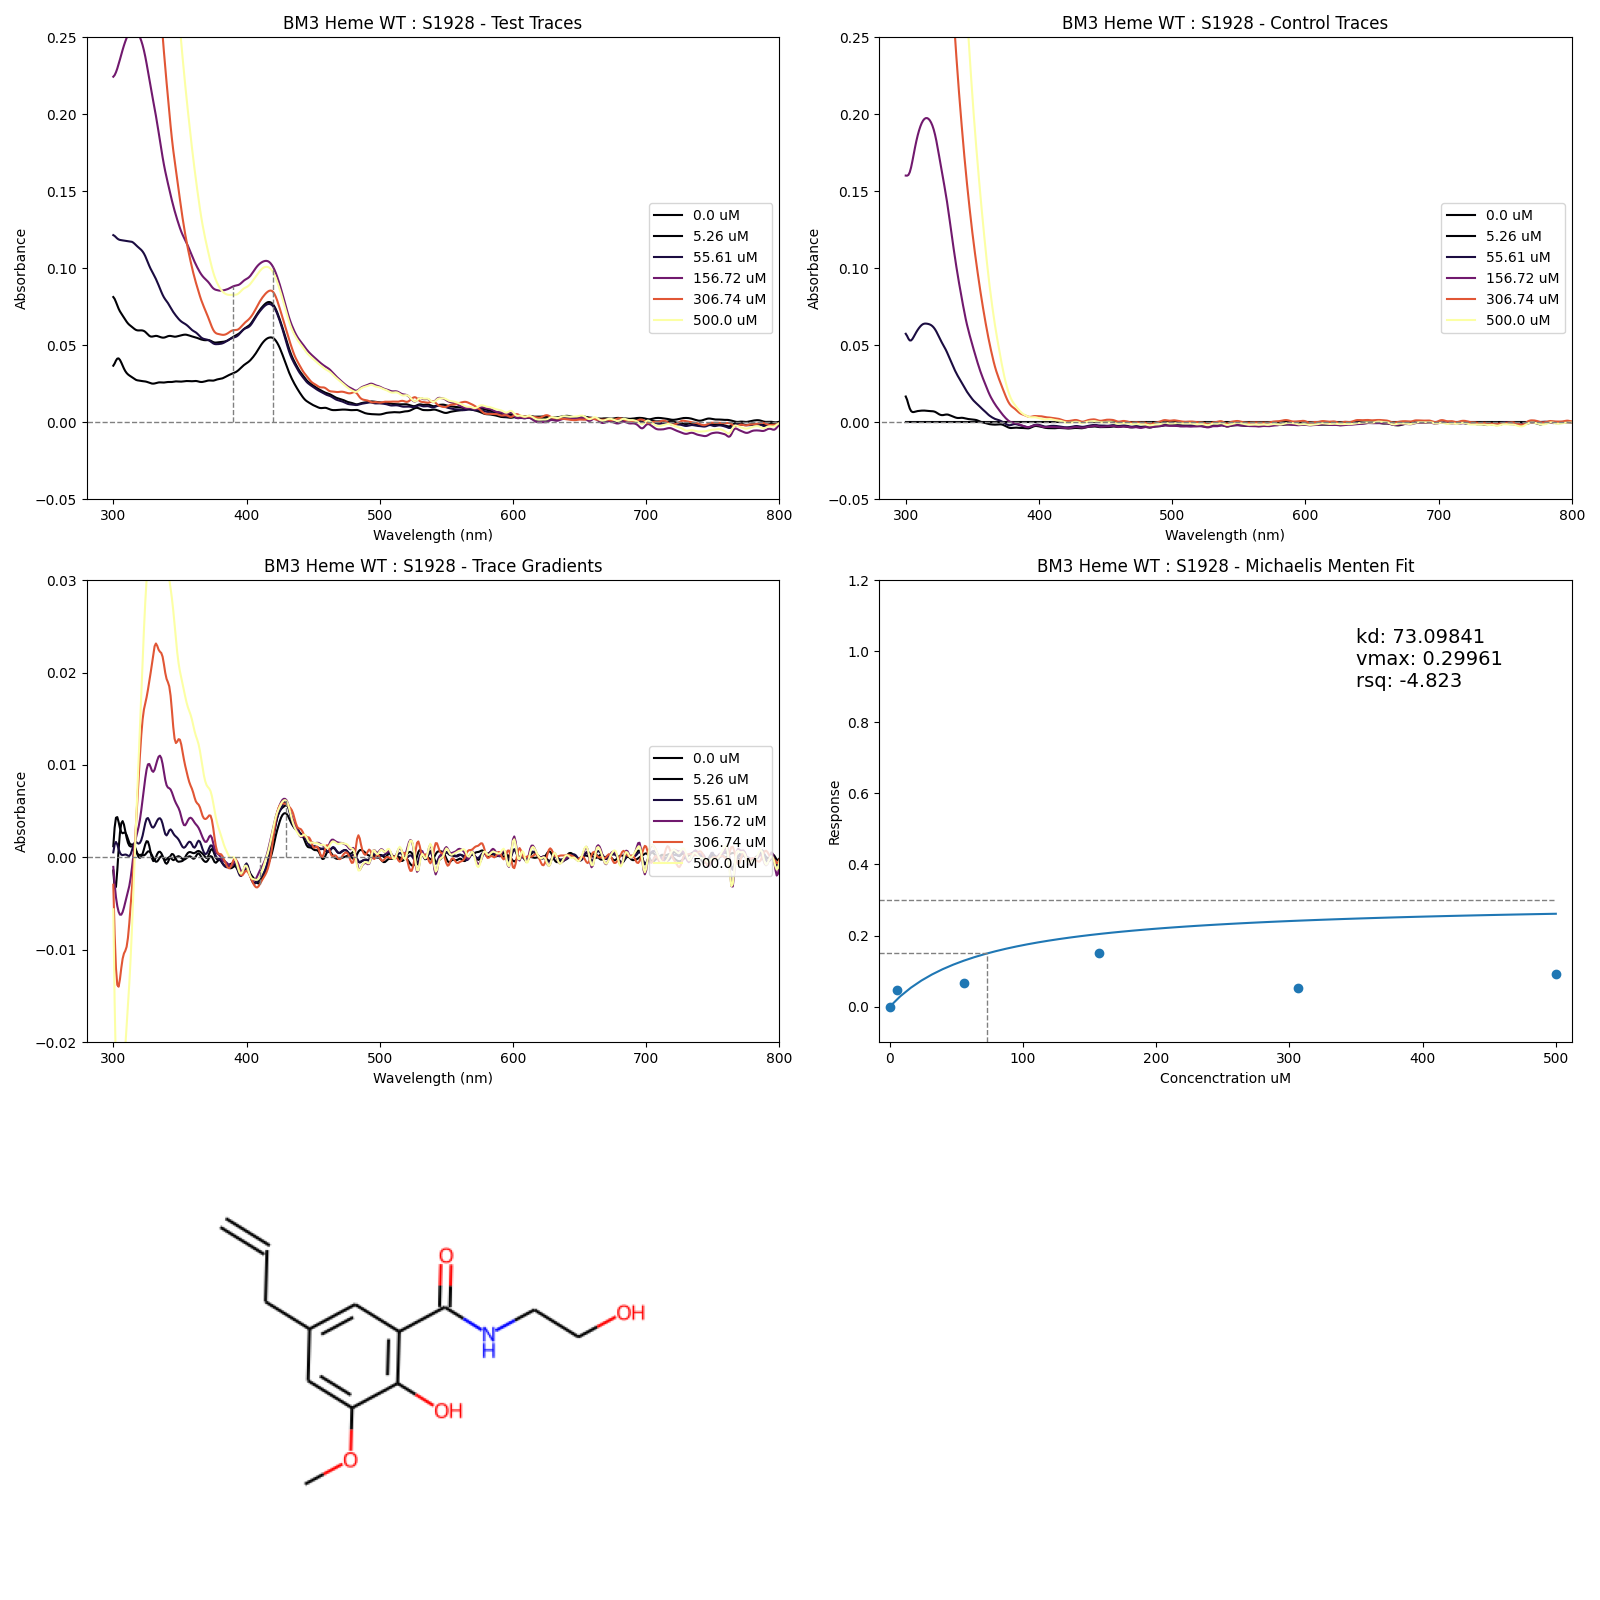 BM3 Heme WT : S1928 - Test Traces
0.25
0.20
0.15
0.10
0.05
0.00
−0.05
Absorbance
300 400 500 600 700 800
Wavelength (nm)
0.0 uM
5.26 uM
55.61 uM
156.72 uM
306.74 uM
500.0 uM
BM3 Heme WT : S1928 - Control Traces
0.25
0.20
0.15
0.10
0.05
0.00
−0.05
Absorbance
300 400 500 600 700 800
Wavelength (nm)
0.0 uM
5.26 uM
55.61 uM
156.72 uM
306.74 uM
500.0 uM
BM3 Heme WT : S1928 - Trace Gradients
0.03
0.02
0.01
0.00
−0.01
−0.02
Absorbance
300 400 500 600 700 800
Wavelength (nm)
0.0 uM
5.26 uM
55.61 uM
156.72 uM
306.74 uM
500.0 uM
BM3 Heme WT : S1928 - Michaelis Menten Fit
1.2
1.0
0.8
0.6
0.4
0.2
0.0
Response
0 100 200 300 400 500
Concenctration uM
kd: 73.09841
vmax: 0.29961
rsq: -4.823
O
OH
N
H
OH
O